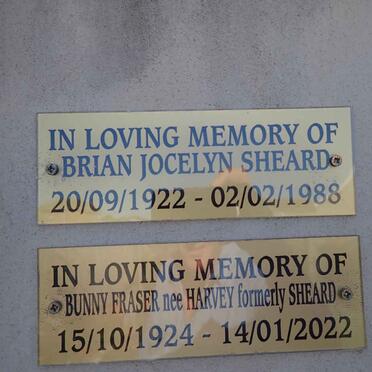 IN LOVING MEMORY OF
BRIAN JOCELYN SHEARD
20/09/1922 - 02/02/1988
IN LOVING MEMORY OF
BUNNY FRASER nee HARVEY formerly SHEARD
15/10/1924 - 14/01/2022